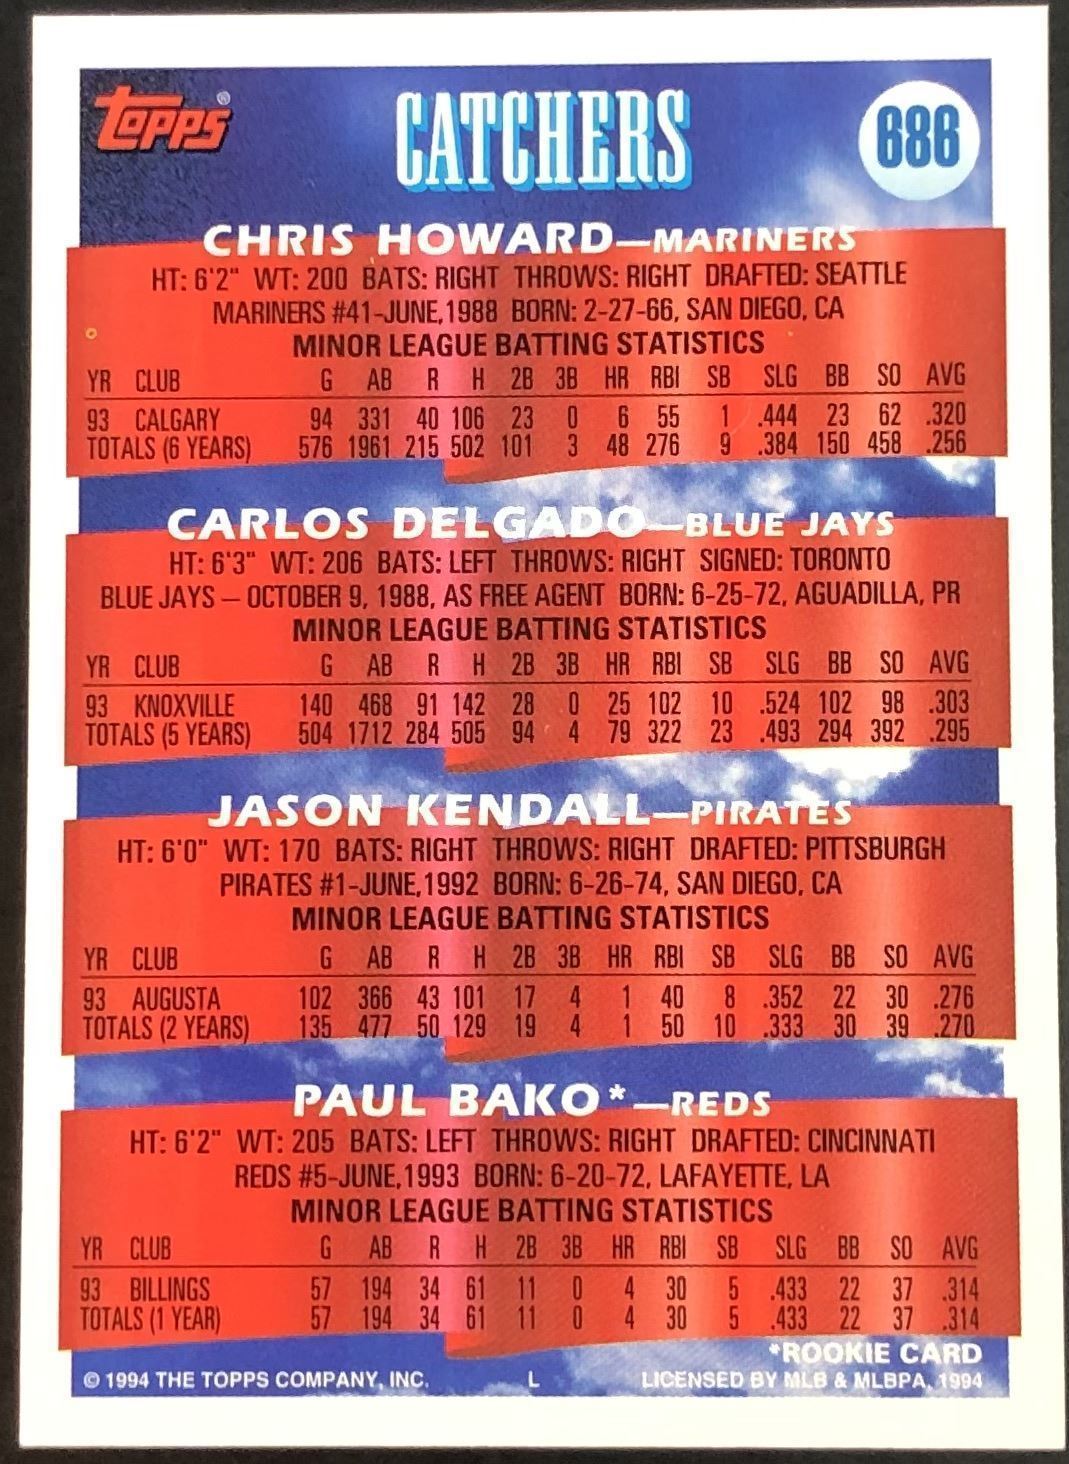 Topps® CATCHERS 686
CHRIS HOWARD—MARINERS
HT: 6'2" WT: 200 BATS: RIGHT THROWS: RIGHT DRAFTED: SEATTLE
MARINERS #41-JUNE,1988 BORN: 2-27-66, SAN DIEGO, CA
MINOR LEAGUE BATTING STATISTICS
YR CLUB G AB R H 2B 3B HR RBI SB SLG BB SO AVG
93 CALGARY 94 331 40 106 23 0 6 55 1 .444 23 62 .320
TOTALS (6 YEARS) 576 1961 215 502 101 3 48 276 9 .384 150 458 .256
CARLOS DELGADO—BLUE JAYS
HT: 6'3" WT: 206 BATS: LEFT THROWS: RIGHT SIGNED: TORONTO
BLUE JAYS – OCTOBER 9, 1988, AS FREE AGENT BORN: 6-25-72, AGUADILLA, PR
MINOR LEAGUE BATTING STATISTICS
YR CLUB G AB R H 2B 3B HR RBI SB SLG BB SO AVG
93 KNOXVILLE 140 468 91 142 28 0 25 102 10 .524 102 98 .303
TOTALS (5 YEARS) 504 1712 284 505 94 4 79 322 23 .493 294 392 .295
JASON KENDALL—PIRATES
HT: 6'0" WT: 170 BATS: RIGHT THROWS: RIGHT DRAFTED: PITTSBURGH
PIRATES #1-JUNE,1992 BORN: 6-26-74, SAN DIEGO, CA
MINOR LEAGUE BATTING STATISTICS
YR CLUB G AB R H 2B 3B HR RBI SB SLG BB SO AVG
93 AUGUSTA 102 366 43 101 17 4 1 40 8 .352 22 30 .276
TOTALS (2 YEARS) 135 477 50 129 19 4 1 50 10 .333 30 39 .270
PAUL BAKO*—REDS
HT: 6'2" WT: 205 BATS: LEFT THROWS: RIGHT DRAFTED: CINCINNATI
REDS #5-JUNE,1993 BORN: 6-20-72, LAFAYETTE, LA
MINOR LEAGUE BATTING STATISTICS
YR CLUB G AB R H 2B 3B HR RBI SB SLG BB SO AVG
93 BILLINGS 57 194 34 61 11 0 4 30 5 .433 22 37 .314
TOTALS (1 YEAR) 57 194 34 61 11 0 4 30 5 .433 22 37 .314
*ROOKIE CARD
© 1994 THE TOPPS COMPANY, INC. L LICENSED BY MLB & MLBPA, 1994